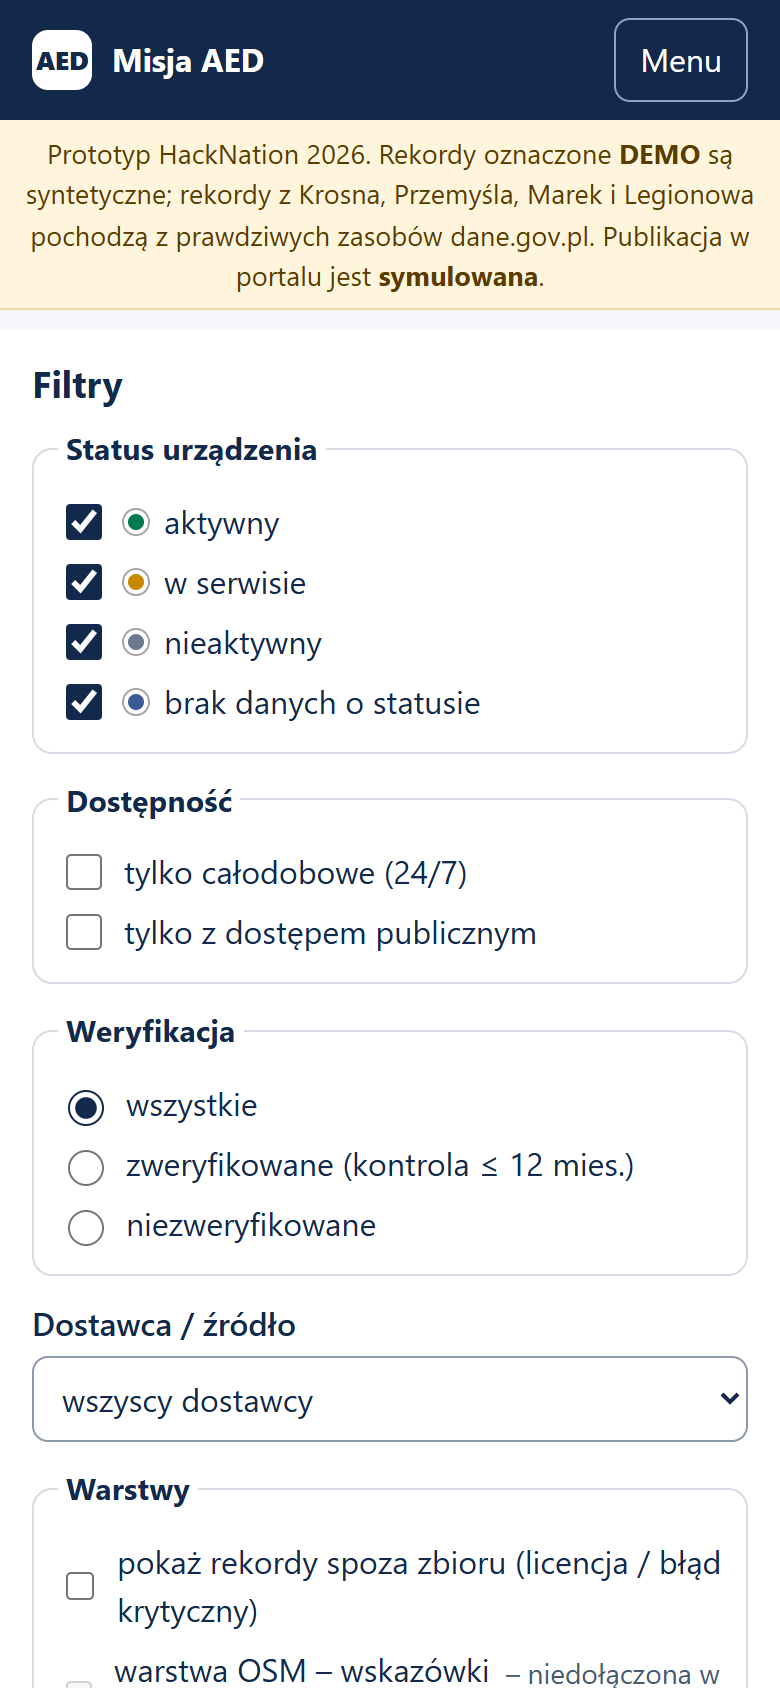 AED Misja AED Menu
Prototyp HackNation 2026. Rekordy oznaczone DEMO są
syntetyczne; rekordy z Krosna, Przemyśla, Marek i Legionowa
pochodzą z prawdziwych zasobów dane.gov.pl. Publikacja w
portalu jest symulowana.
Filtry
Status urządzenia
aktywny
w serwisie
nieaktywny
brak danych o statusie
Dostępność
tylko całodobowe (24/7)
tylko z dostępem publicznym
Weryfikacja
wszystkie
zweryfikowane (kontrola ≤ 12 mies.)
niezweryfikowane
Dostawca / źródło
wszyscy dostawcy
Warstwy
pokaż rekordy spoza zbioru (licencja / błąd
krytyczny)
warstwa OSM – wskazówki – niedołączona w